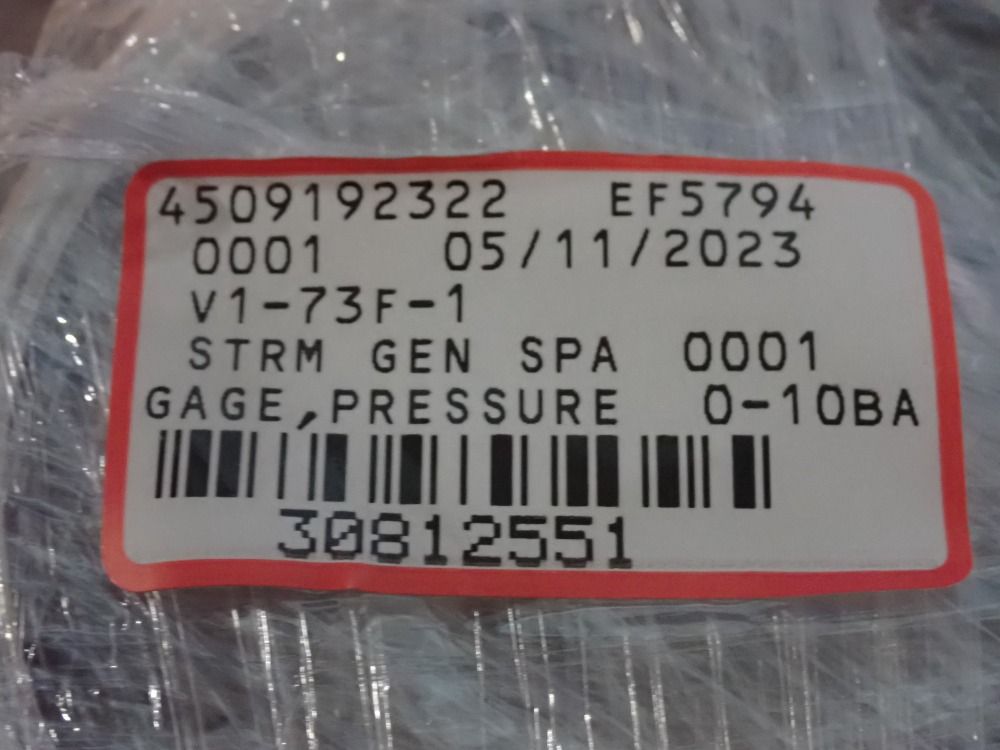 4509192322 EF5794
0001 05/11/2023
V1-73F-1
STRM GEN SPA 0001
GAGE,PRESSURE 0-10BA
30812551